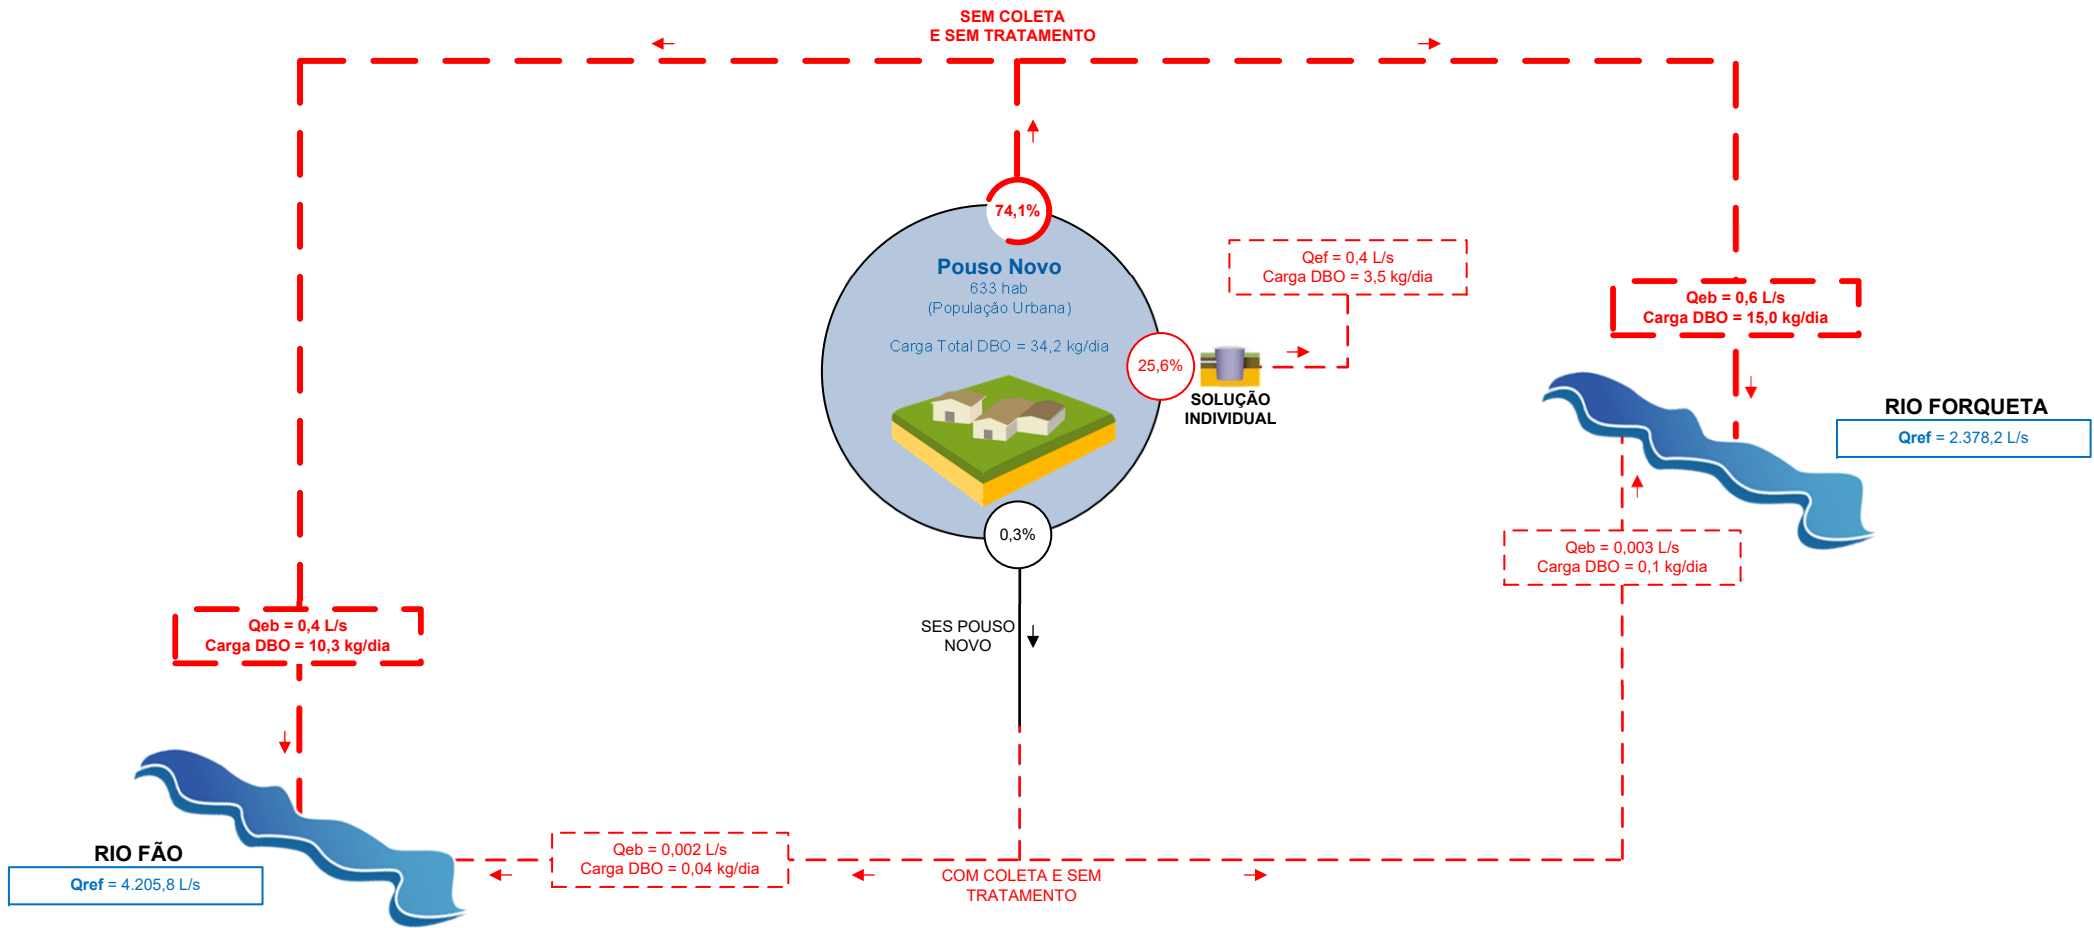 SEM COLETA
E SEM TRATAMENTO
74,1%
Pouso Novo
633 hab
(População Urbana)
Carga Total DBO = 34,2 kg/dia
25,6%
SOLUÇÃO
INDIVIDUAL
Qef = 0,4 L/s
Carga DBO = 3,5 kg/dia
Qeb = 0,6 L/s
Carga DBO = 15,0 kg/dia
RIO FORQUETA
Qref = 2.378,2 L/s
0,3%
Qeb = 0,003 L/s
Carga DBO = 0,1 kg/dia
Qeb = 0,4 L/s
Carga DBO = 10,3 kg/dia
SES POUSO
NOVO
RIO FÃO
Qref = 4.205,8 L/s
Qeb = 0,002 L/s
Carga DBO = 0,04 kg/dia
COM COLETA E SEM
TRATAMENTO